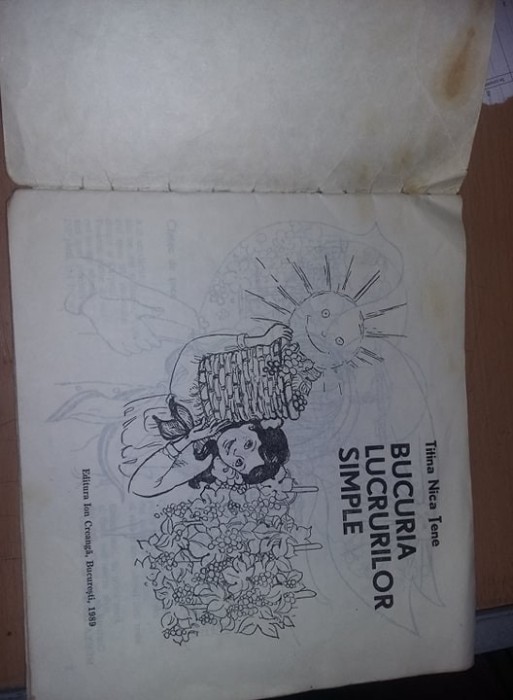 Titina Nica Țene
BUCURIA
LUCRURILOR
SIMPLE
Editura Ion Creangă, București, 1989